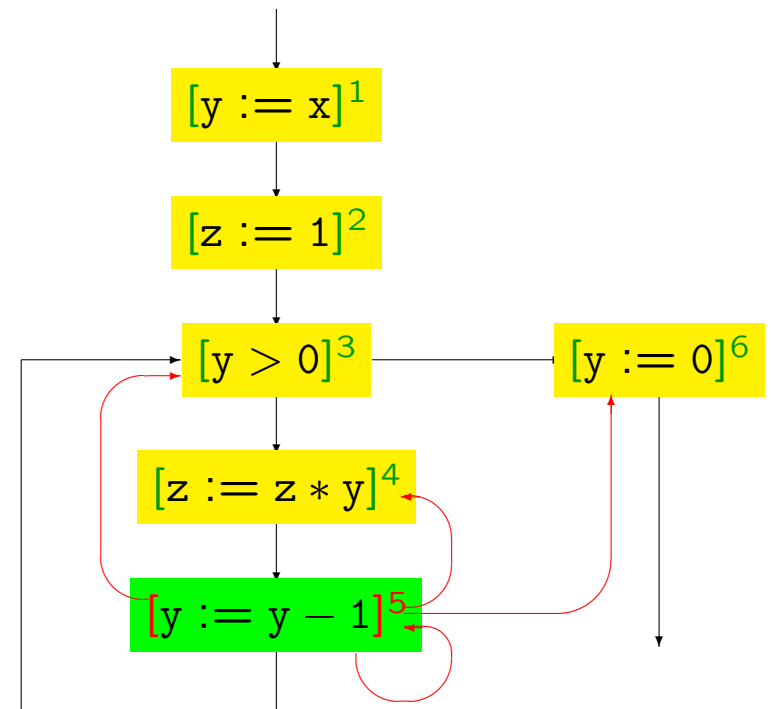 [y := x]¹
[z := 1]²
[y > 0]³
[y := 0]⁶
[z := z ∗ y]⁴
[y := y − 1]⁵